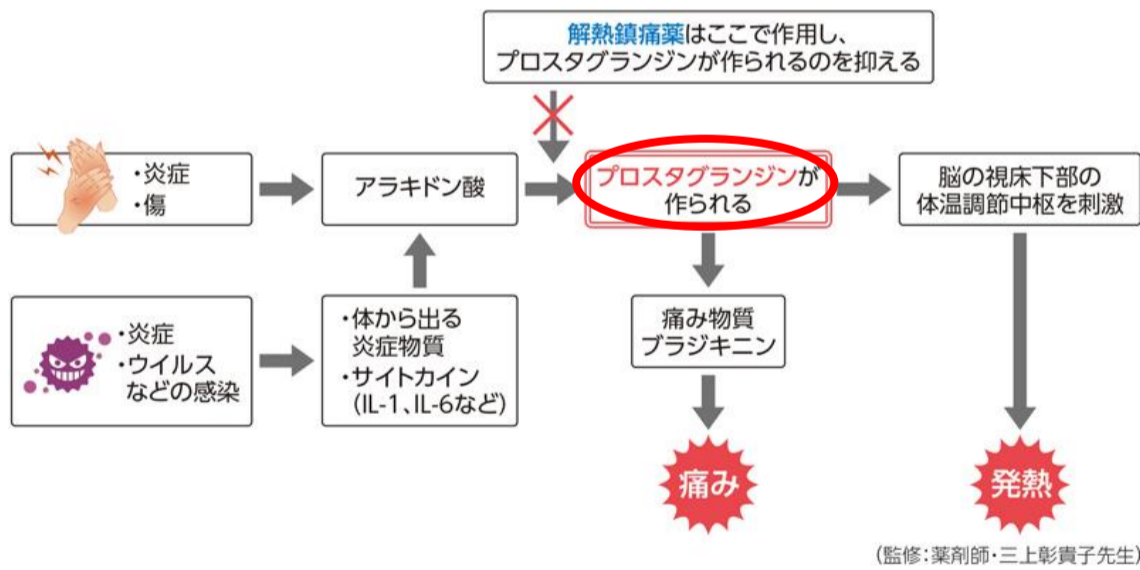 解熱鎮痛薬はここで作用し、
プロスタグランジンが作られるのを抑える
・炎症
・傷
アラキドン酸
プロスタグランジンが
作られる
脳の視床下部の
体温調節中枢を刺激
・炎症
・ウイルス
などの感染
・体から出る
炎症物質
・サイトカイン
(IL-1、IL-6など)
痛み物質
ブラジキニン
痛み
発熱
(監修:薬剤師・三上彰貴子先生)